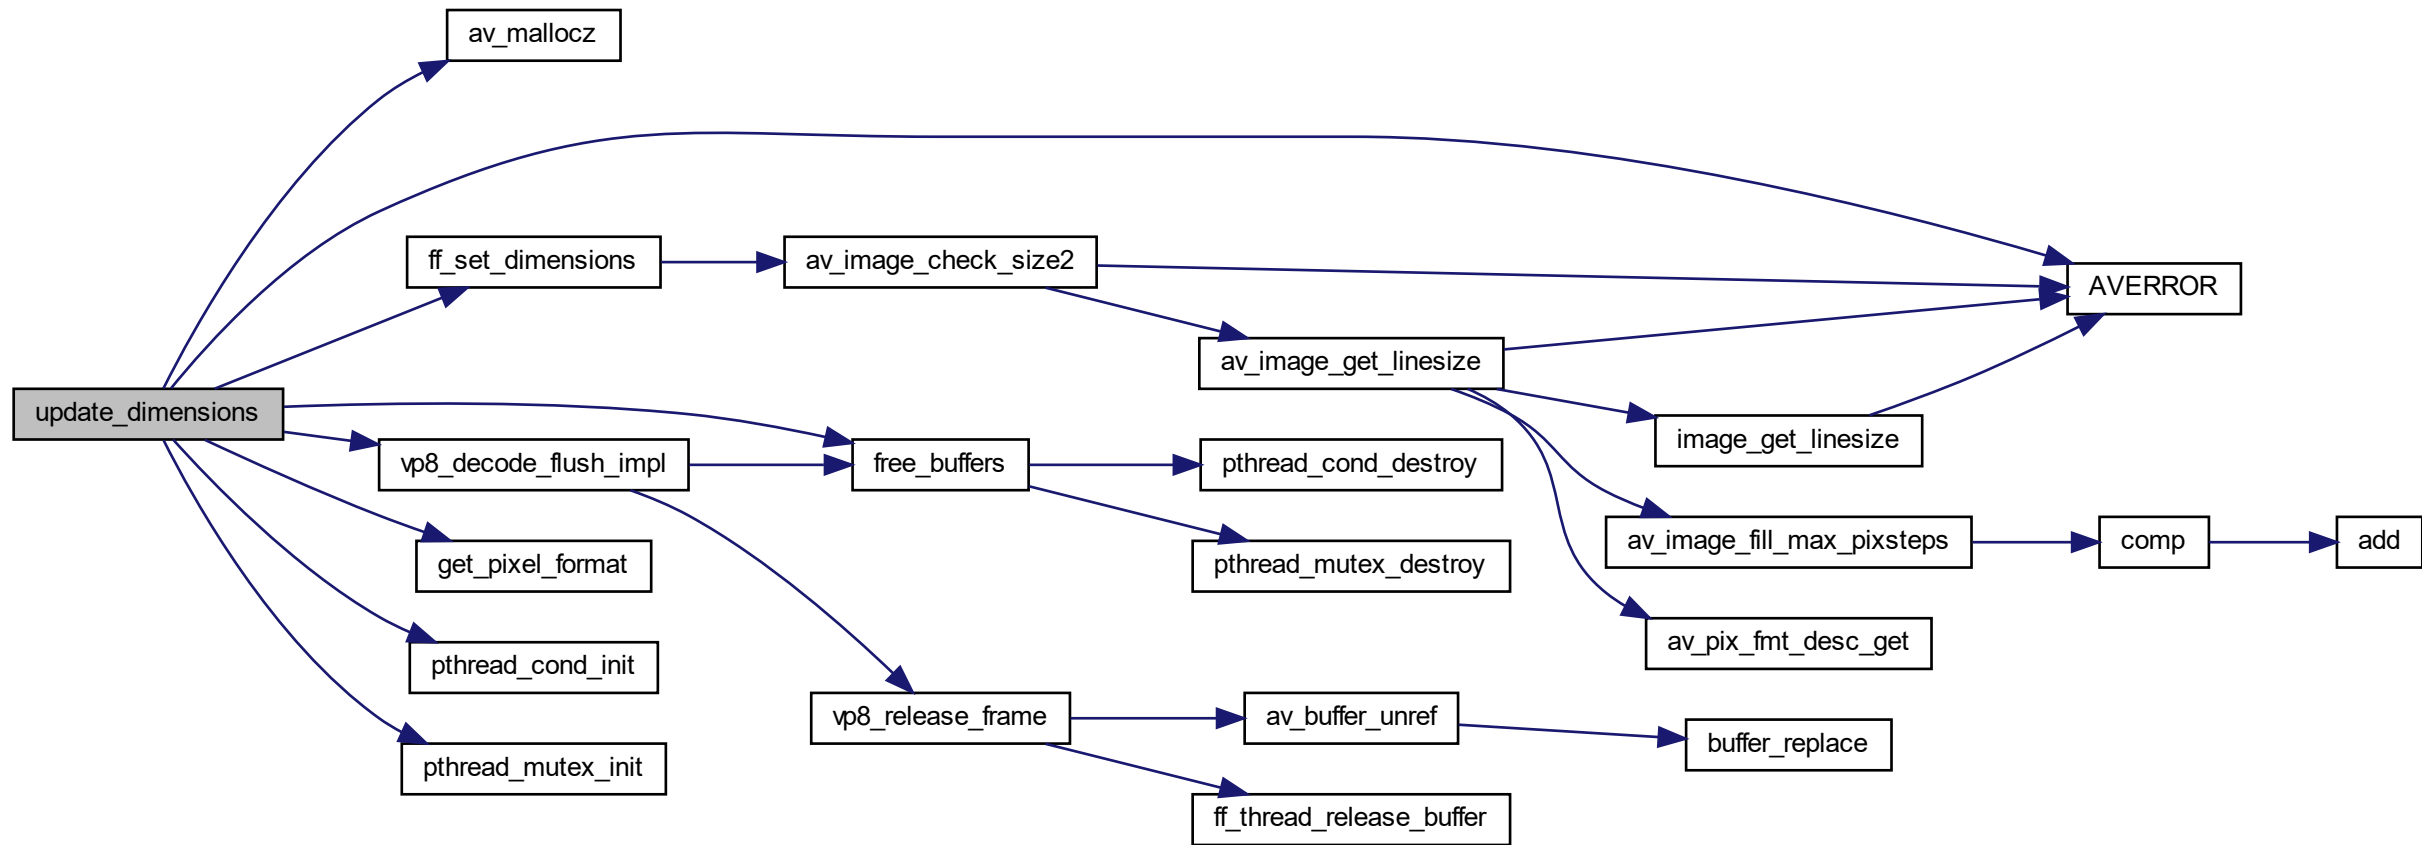 av_mallocz
ff_set_dimensions
av_image_check_size2
AVERROR
av_image_get_linesize
update_dimensions
image_get_linesize
vp8_decode_flush_impl
free_buffers
pthread_cond_destroy
av_image_fill_max_pixsteps
comp
add
get_pixel_format
pthread_mutex_destroy
av_pix_fmt_desc_get
pthread_cond_init
vp8_release_frame
av_buffer_unref
buffer_replace
pthread_mutex_init
ff_thread_release_buffer